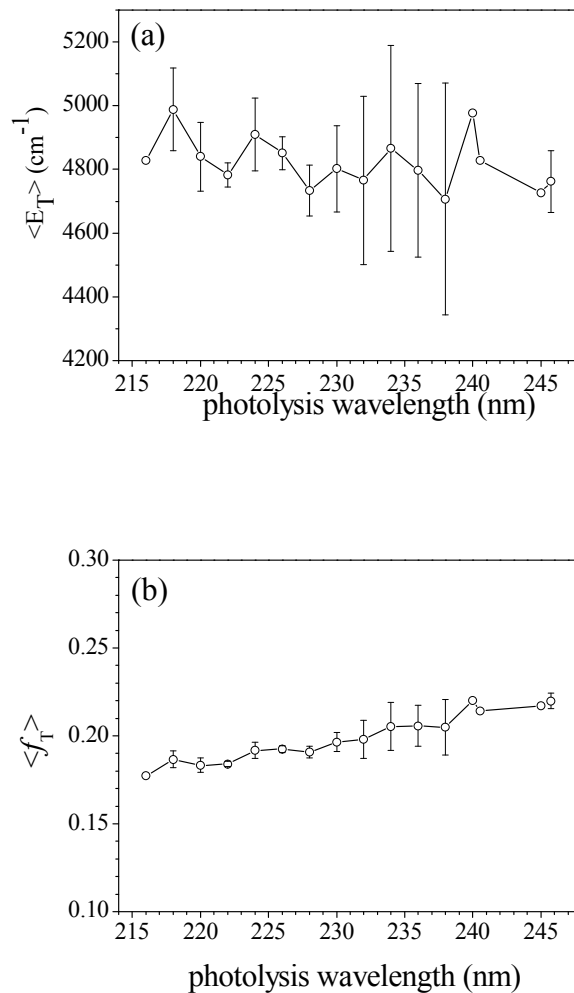 (a)
5200
5000
4800
4600
4400
4200
<E_T> (cm^-1)
215 220 225 230 235 240 245
photolysis wavelength (nm)
(b)
0.30
0.25
0.20
0.15
0.10
<f_T>
215 220 225 230 235 240 245
photolysis wavelength (nm)